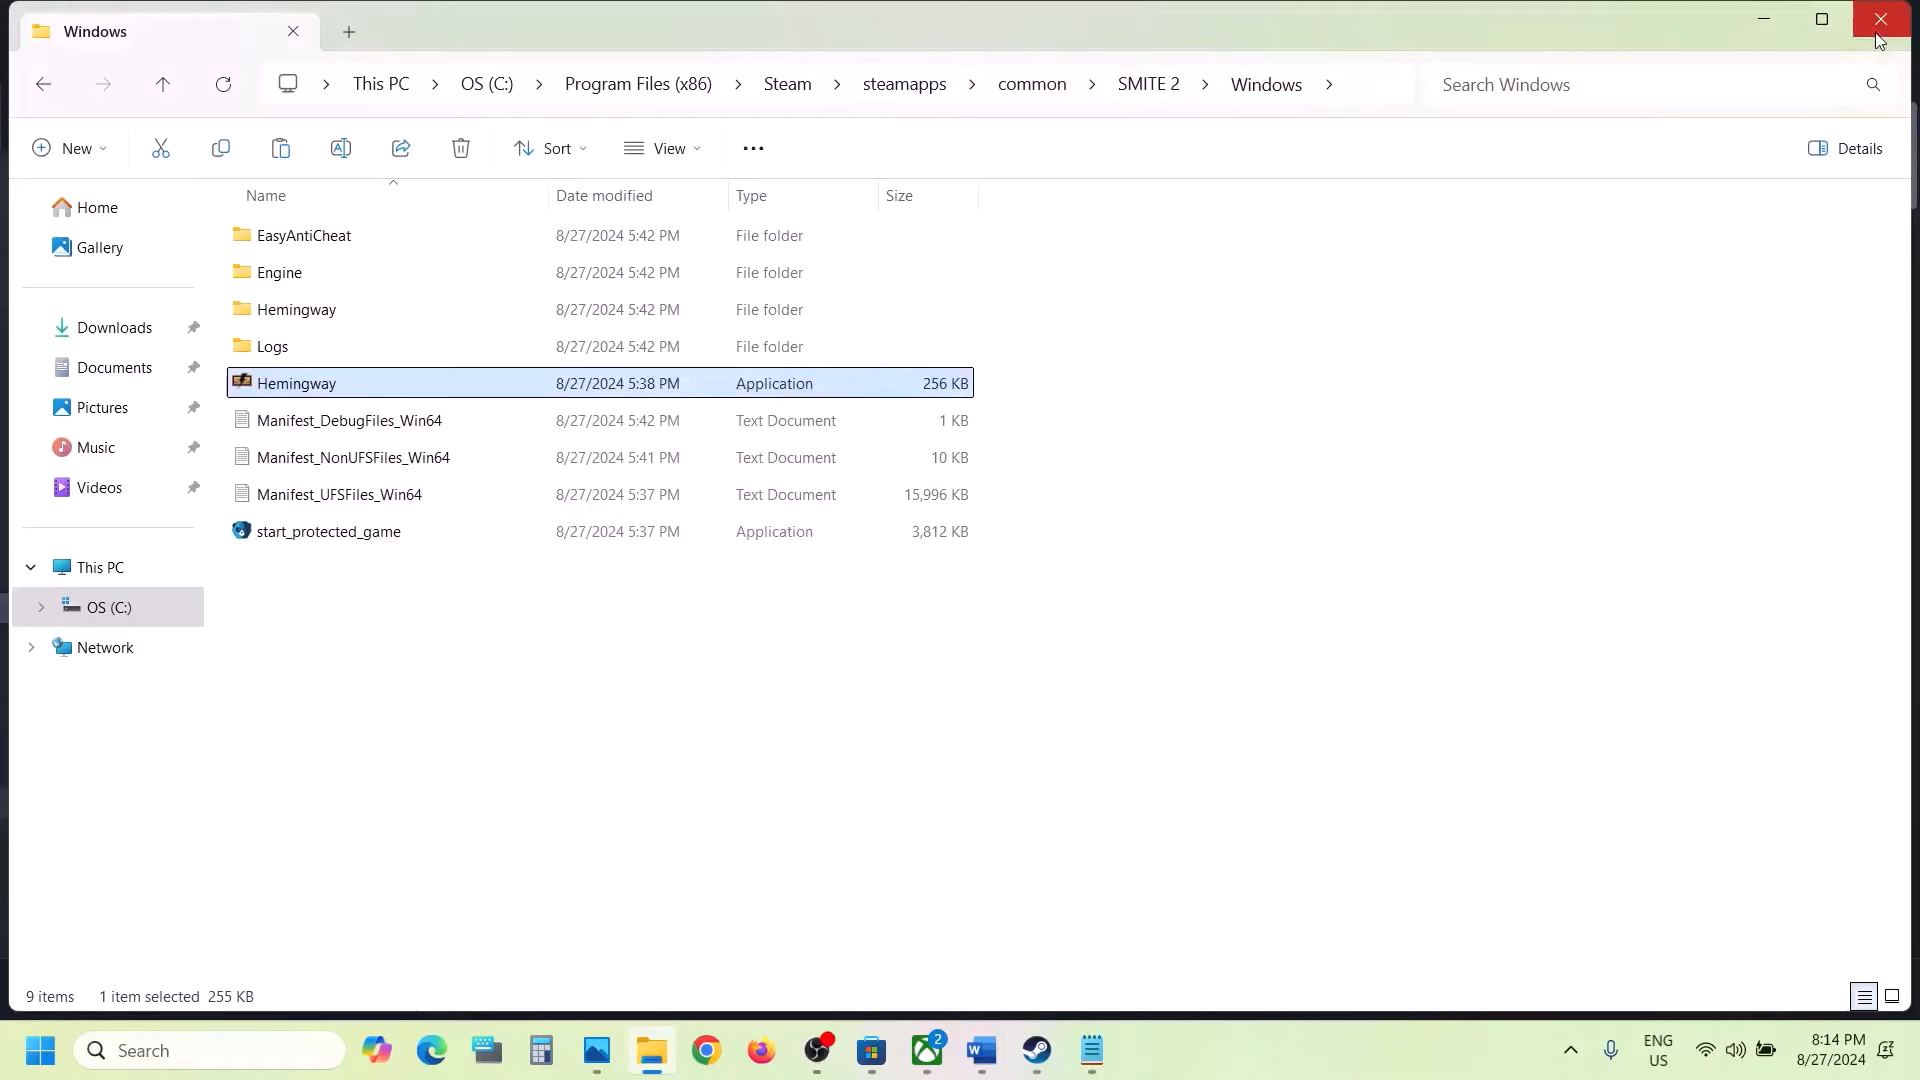 Windows
This PC
OS (C:)
Program Files (x86)
Steam
steamapps
common
SMITE 2
Windows
Search Windows
New
Sort
View
Details
Name
Date modified
Type
Size
EasyAntiCheat 8/27/2024 5:42 PM File folder
Engine 8/27/2024 5:42 PM File folder
Hemingway 8/27/2024 5:42 PM File folder
Logs 8/27/2024 5:42 PM File folder
Hemingway 8/27/2024 5:38 PM Application 256 KB
Manifest_DebugFiles_Win64 8/27/2024 5:42 PM Text Document 1 KB
Manifest_NonUFSFiles_Win64 8/27/2024 5:41 PM Text Document 10 KB
Manifest_UFSFiles_Win64 8/27/2024 5:37 PM Text Document 15,996 KB
start_protected_game 8/27/2024 5:37 PM Application 3,812 KB
Home
Gallery
Downloads
Documents
Pictures
Music
Videos
This PC
OS (C:)
Network
9 items 1 item selected 255 KB
Search
2
ENG
US
8:14 PM
8/27/2024